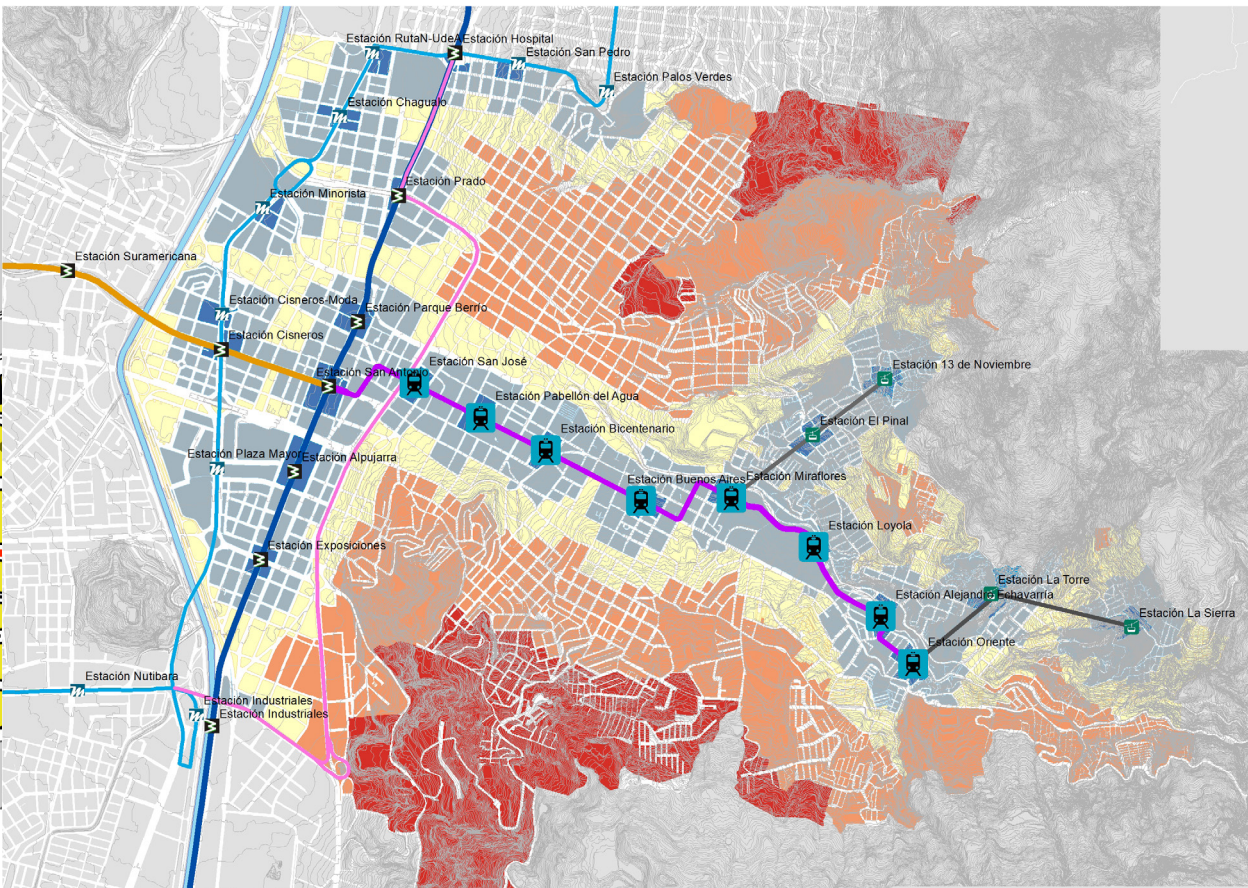 Estación RutaN-UdeA
Estación Hospital
Estación San Pedro
Estación Palos Verdes
Estación Chagualo
Estación Prado
Estación Minorista
Estación Suramericana
Estación Cisneros-Moda
Estación Parque Berrío
Estación Cisneros
Estación San José
Estación 13 de Noviembre
Estación San Antonio
Estación Pabellón del Agua
Estación El Pinal
Estación Bicentenario
Estación Plaza Mayor
Estación Alpujarra
Estación Buenos Aires
Estación Miraflores
Estación Loyola
Estación Exposiciones
Estación La Torre
Estación Alejandro Echavarría
Estación La Sierra
Estación Oriente
Estación Nutibara
Estación Industriales
Estación Industriales